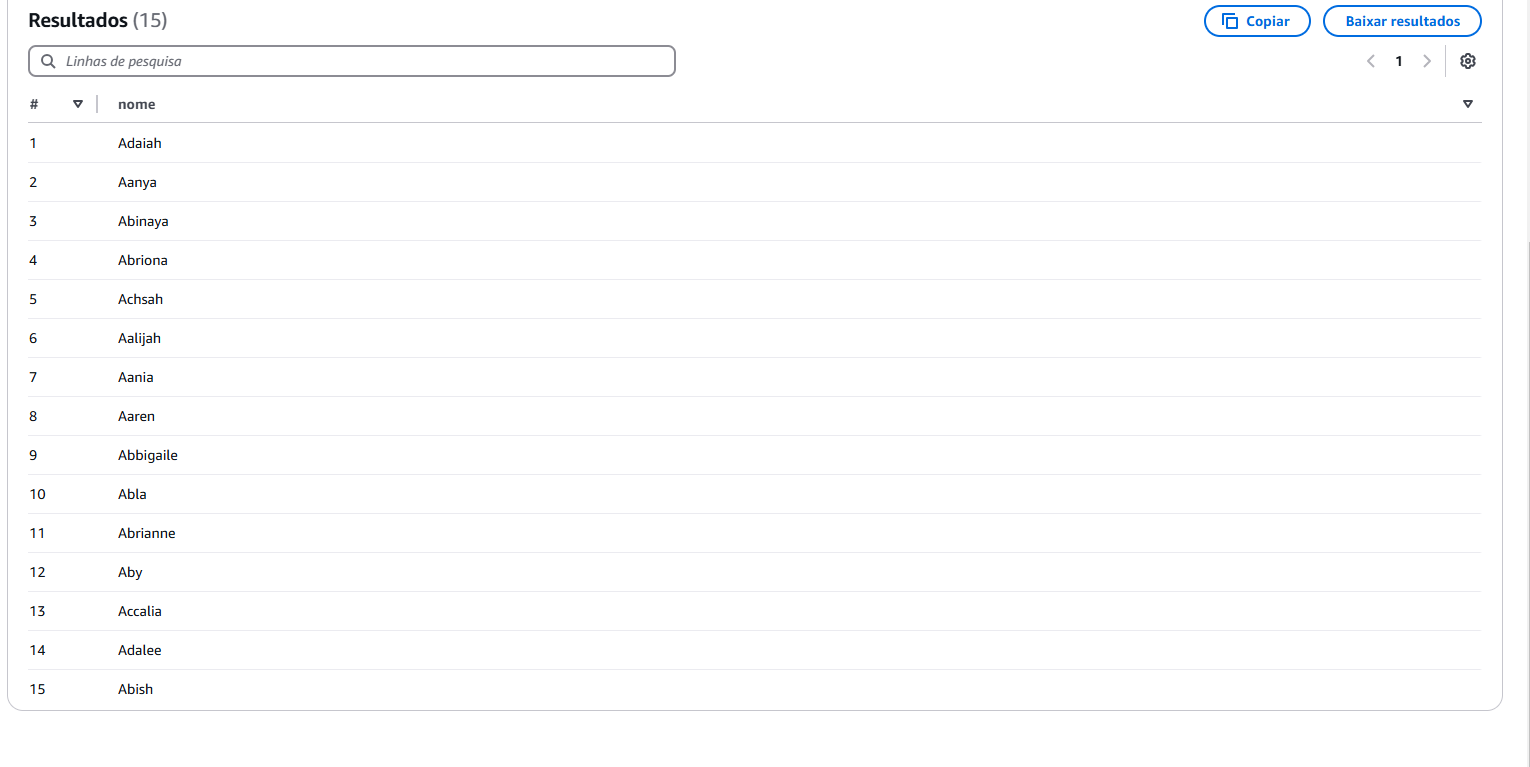 Resultados (15)
Copiar
Baixar resultados
Linhas de pesquisa
1
# nome
1 Adaiah
2 Aanya
3 Abinaya
4 Abriona
5 Achsah
6 Aalijah
7 Aania
8 Aaren
9 Abbigaile
10 Abla
11 Abrianne
12 Aby
13 Accalia
14 Adalee
15 Abish